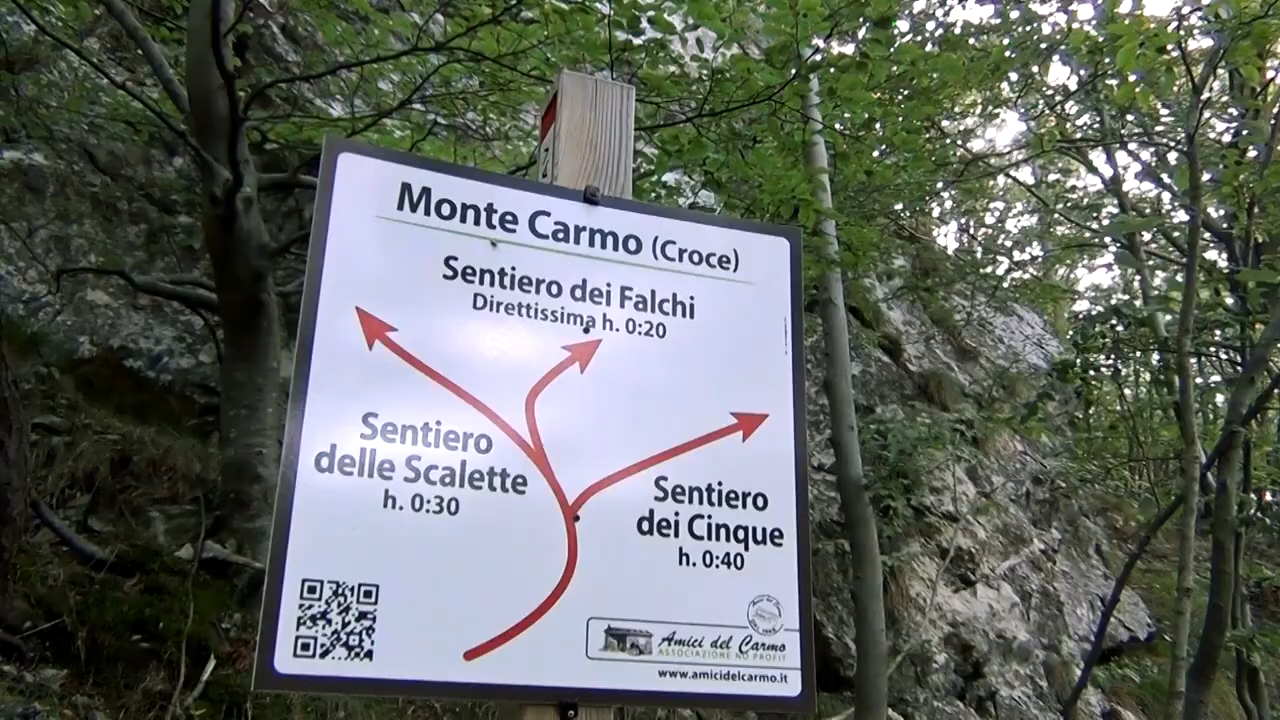 Monte Carmo (Croce)
Sentiero dei Falchi
Direttissima h. 0:20
Sentiero
delle Scalette
h. 0:30
Sentiero
dei Cinque
h. 0:40
Amici del Carmo
ASSOCIAZIONE NO PROFIT
www.amicidelcarmo.it